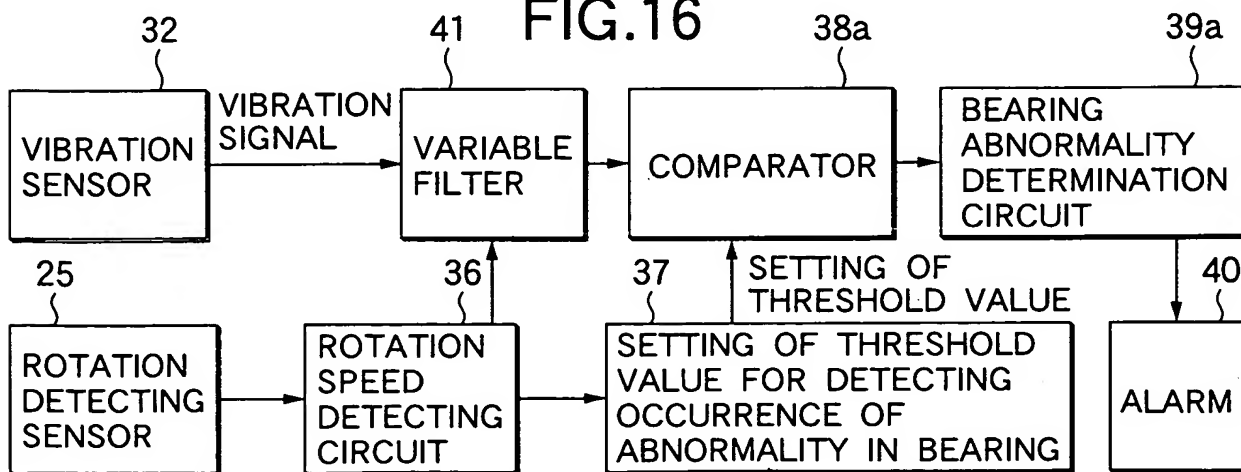 FIG.16
32
41
38a
39a
VIBRATION
SENSOR
VIBRATION
SIGNAL
VARIABLE
FILTER
COMPARATOR
BEARING
ABNORMALITY
DETERMINATION
CIRCUIT
25
36
37
SETTING OF
THRESHOLD VALUE
40
ROTATION
DETECTING
SENSOR
ROTATION
SPEED
DETECTING
CIRCUIT
SETTING OF THRESHOLD
VALUE FOR DETECTING
OCCURRENCE OF
ABNORMALITY IN BEARING
ALARM